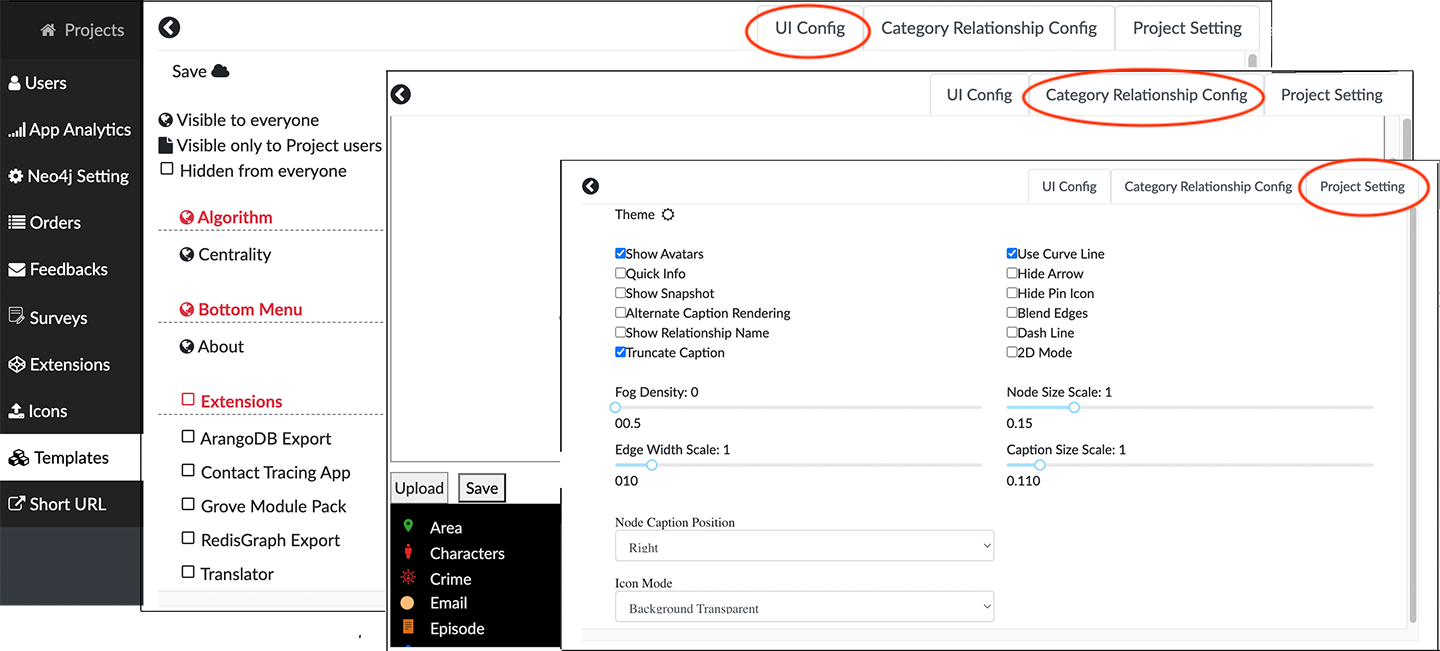 Projects
Users
App Analytics
Neo4j Setting
Orders
Feedbacks
Surveys
Extensions
Icons
Templates
Short URL
UI Config
Category Relationship Config
Project Setting
Save
Visible to everyone
Visible only to Project users
Hidden from everyone
Algorithm
Centrality
Bottom Menu
About
Extensions
ArangoDB Export
Contact Tracing App
Grove Module Pack
RedisGraph Export
Translator
UI Config
Category Relationship Config
Project Setting
Upload
Save
Area
Characters
Crime
Email
Episode
UI Config
Category Relationship Config
Project Setting
Theme
Show Avatars
Quick Info
Show Snapshot
Alternate Caption Rendering
Show Relationship Name
Truncate Caption
Use Curve Line
Hide Arrow
Hide Pin Icon
Blend Edges
Dash Line
2D Mode
Fog Density: 0
00.5
Node Size Scale: 1
0.15
Edge Width Scale: 1
010
Caption Size Scale: 1
0.110
Node Caption Position
Right
Icon Mode
Background Transparent